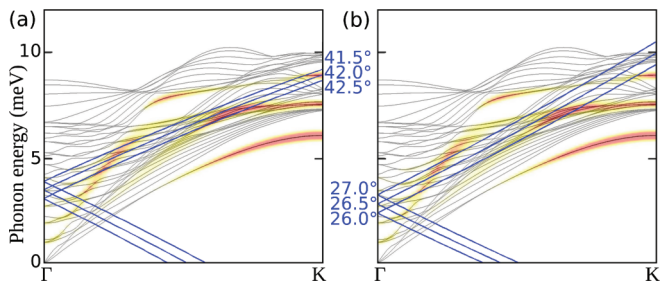 (a)
(b)
Phonon energy (meV)
10
5
0
41.5°
42.0°
42.5°
27.0°
26.5°
26.0°
Γ
K
Γ
K